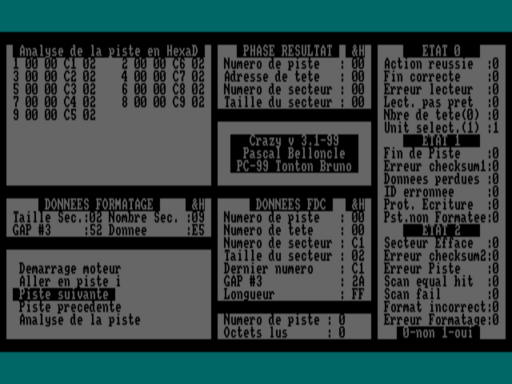 Analyse de la piste en HexaD
1 00 00 C1 02 2 00 00 C6 02
3 00 00 C2 02 4 00 00 C7 02
5 00 00 C3 02 6 00 00 C8 02
7 00 00 C4 02 8 00 00 C9 02
9 00 00 C5 02
DONNEES FORMATAGE &H
Taille Sec.:02 Nombre Sec. :09
GAP #3 :52 Donnee :E5
Demarrage moteur
Aller en piste i
Piste suivante
Piste precedente
Analyse de la piste
PHASE RESULTAT &H
Numero de piste : 00
Adresse de tete : 00
Numero de secteur : 00
Taille du secteur : 00
Crazy v 3.1-99
Pascal Belloncle
PC-99 Tonton Bruno
DONNEES FDC &H
Numero de piste : 00
Numero de tete : 00
Numero de secteur : C1
Taille du secteur : 02
Dernier numero : C1
GAP #3 : 2A
Longueur : FF
Numero de piste : 0
Octets lus : 0
ETAT 0
Action reussie :0
Fin correcte :0
Erreur lecteur :0
Lect. pas pret :0
Nbre de tete(0) :0
Unit select.(1) :1
ETAT 1
Fin de Piste :0
Erreur checksum1:0
Donnees perdues :0
ID erronnee :0
Prot. Ecriture :0
Pst.non Formatee:0
ETAT 2
Secteur Efface :0
Erreur checksum2:0
Erreur Piste :0
Scan equal hit :0
Scan fail :0
Format incorrect:0
Erreur Formatage:0
0-non 1-oui